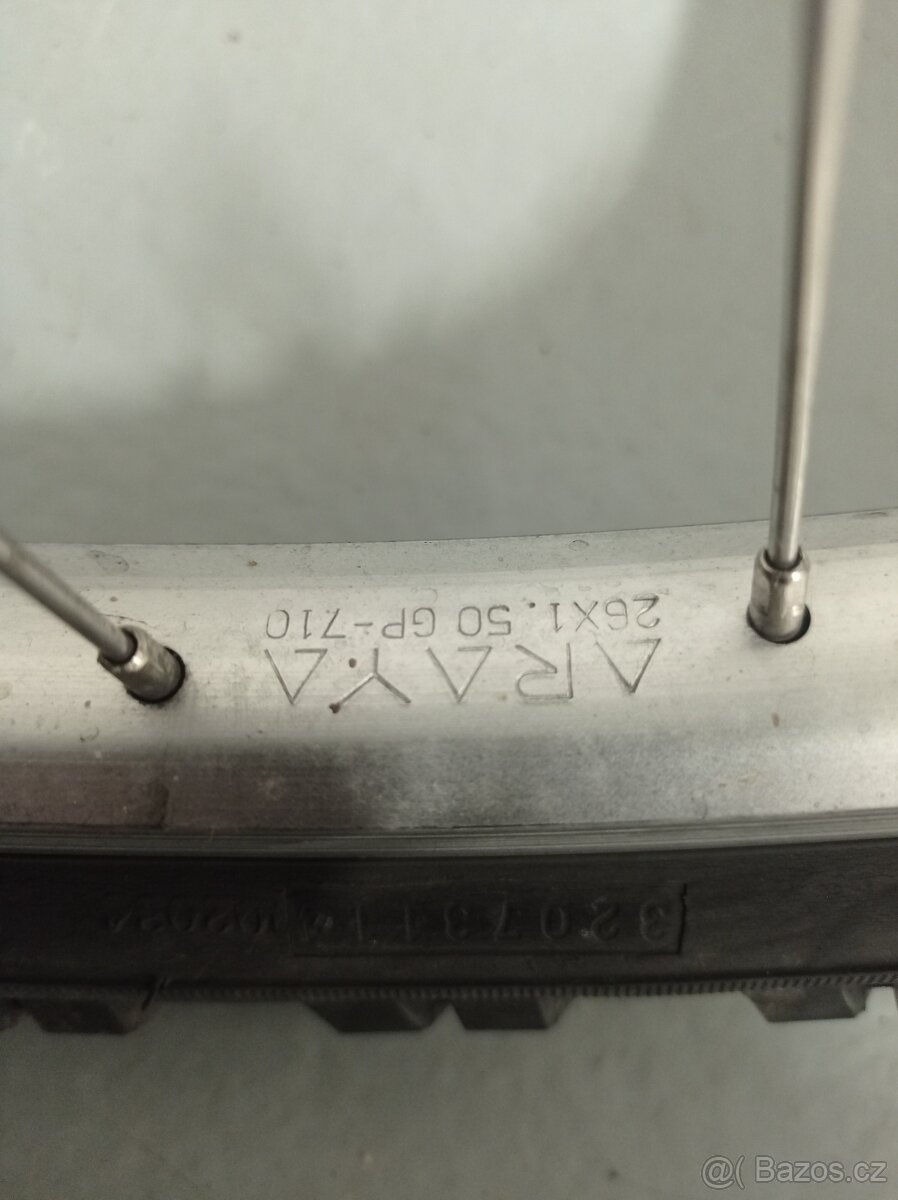 ARAYA
26X1.50 GP-710
@( Bazos.cz